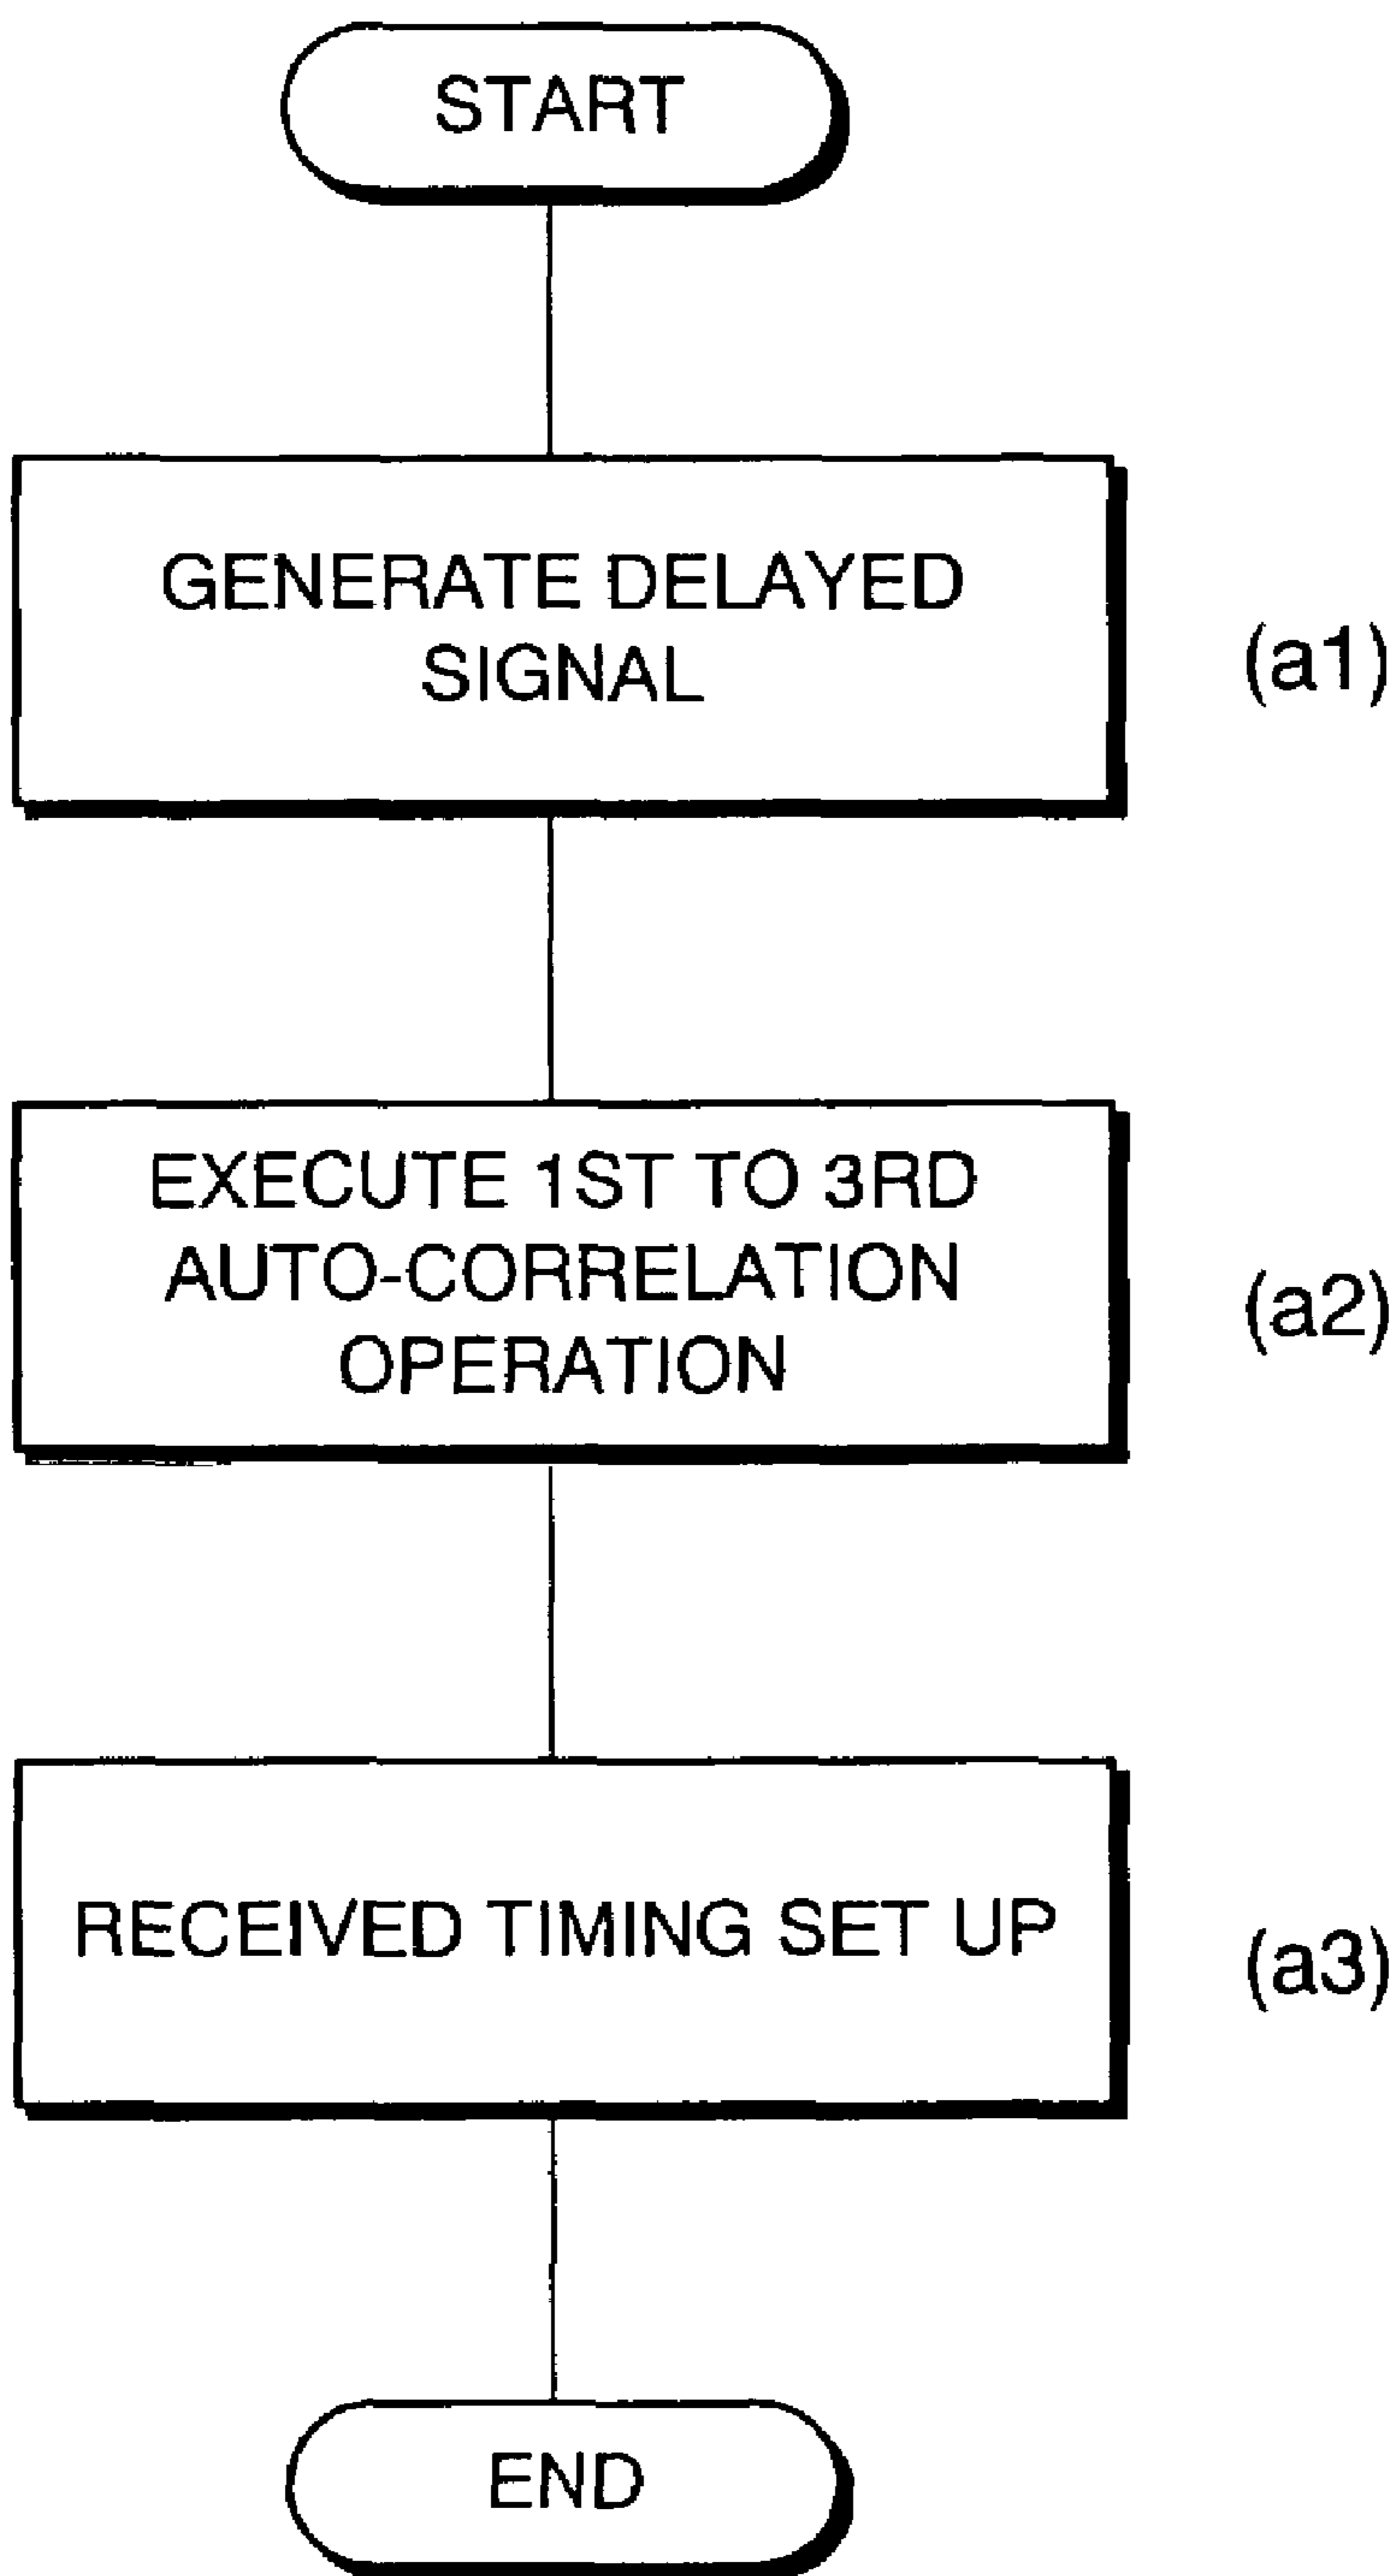 START
GENERATE DELAYED
SIGNAL
(a1)
EXECUTE 1ST TO 3RD
AUTO-CORRELATION
OPERATION
(a2)
RECEIVED TIMING SET UP
(a3)
END